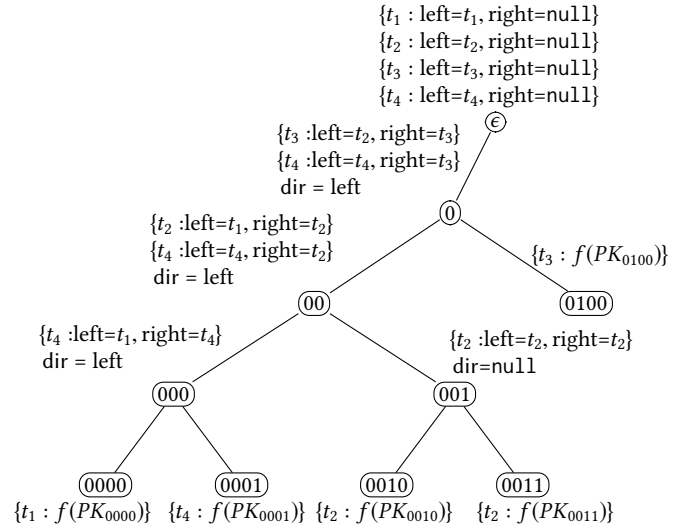 {t₁ : left=t₁, right=null}
{t₂ : left=t₂, right=null}
{t₃ : left=t₃, right=null}
{t₄ : left=t₄, right=null}
ϵ
{t₃ :left=t₂, right=t₃}
{t₄ :left=t₄, right=t₃}
dir = left
0
{t₂ :left=t₁, right=t₂}
{t₄ :left=t₄, right=t₂}
dir = left
{t₃ : f(PK₀₁₀₀)}
00
0100
{t₄ :left=t₁, right=t₄}
dir = left
{t₂ :left=t₂, right=t₂}
dir=null
000
001
0000
0001
0010
0011
{t₁ : f(PK₀₀₀₀)}
{t₄ : f(PK₀₀₀₁)}
{t₂ : f(PK₀₀₁₀)}
{t₂ : f(PK₀₀₁₁)}